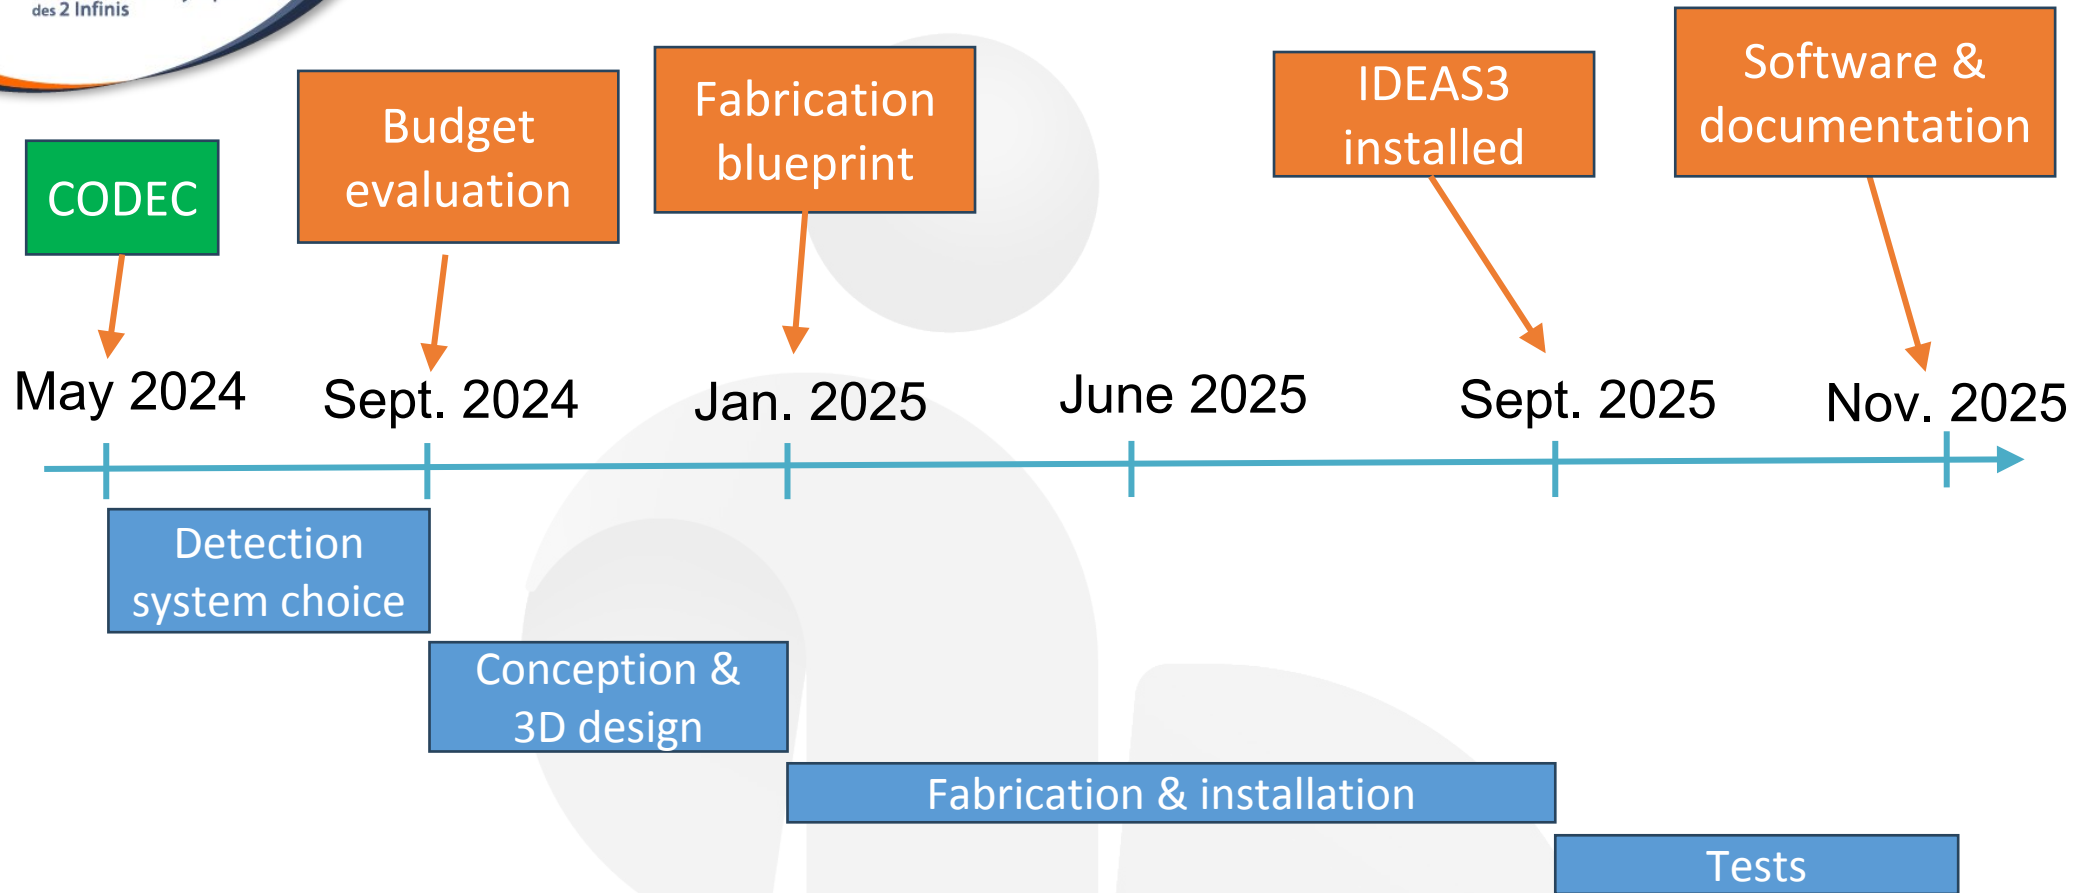 des 2 Infinis
CODEC
Budget
evaluation
Fabrication
blueprint
IDEAS3
installed
Software &
documentation
May 2024
Sept. 2024
Jan. 2025
June 2025
Sept. 2025
Nov. 2025
Detection
system choice
Conception &
3D design
Fabrication & installation
Tests